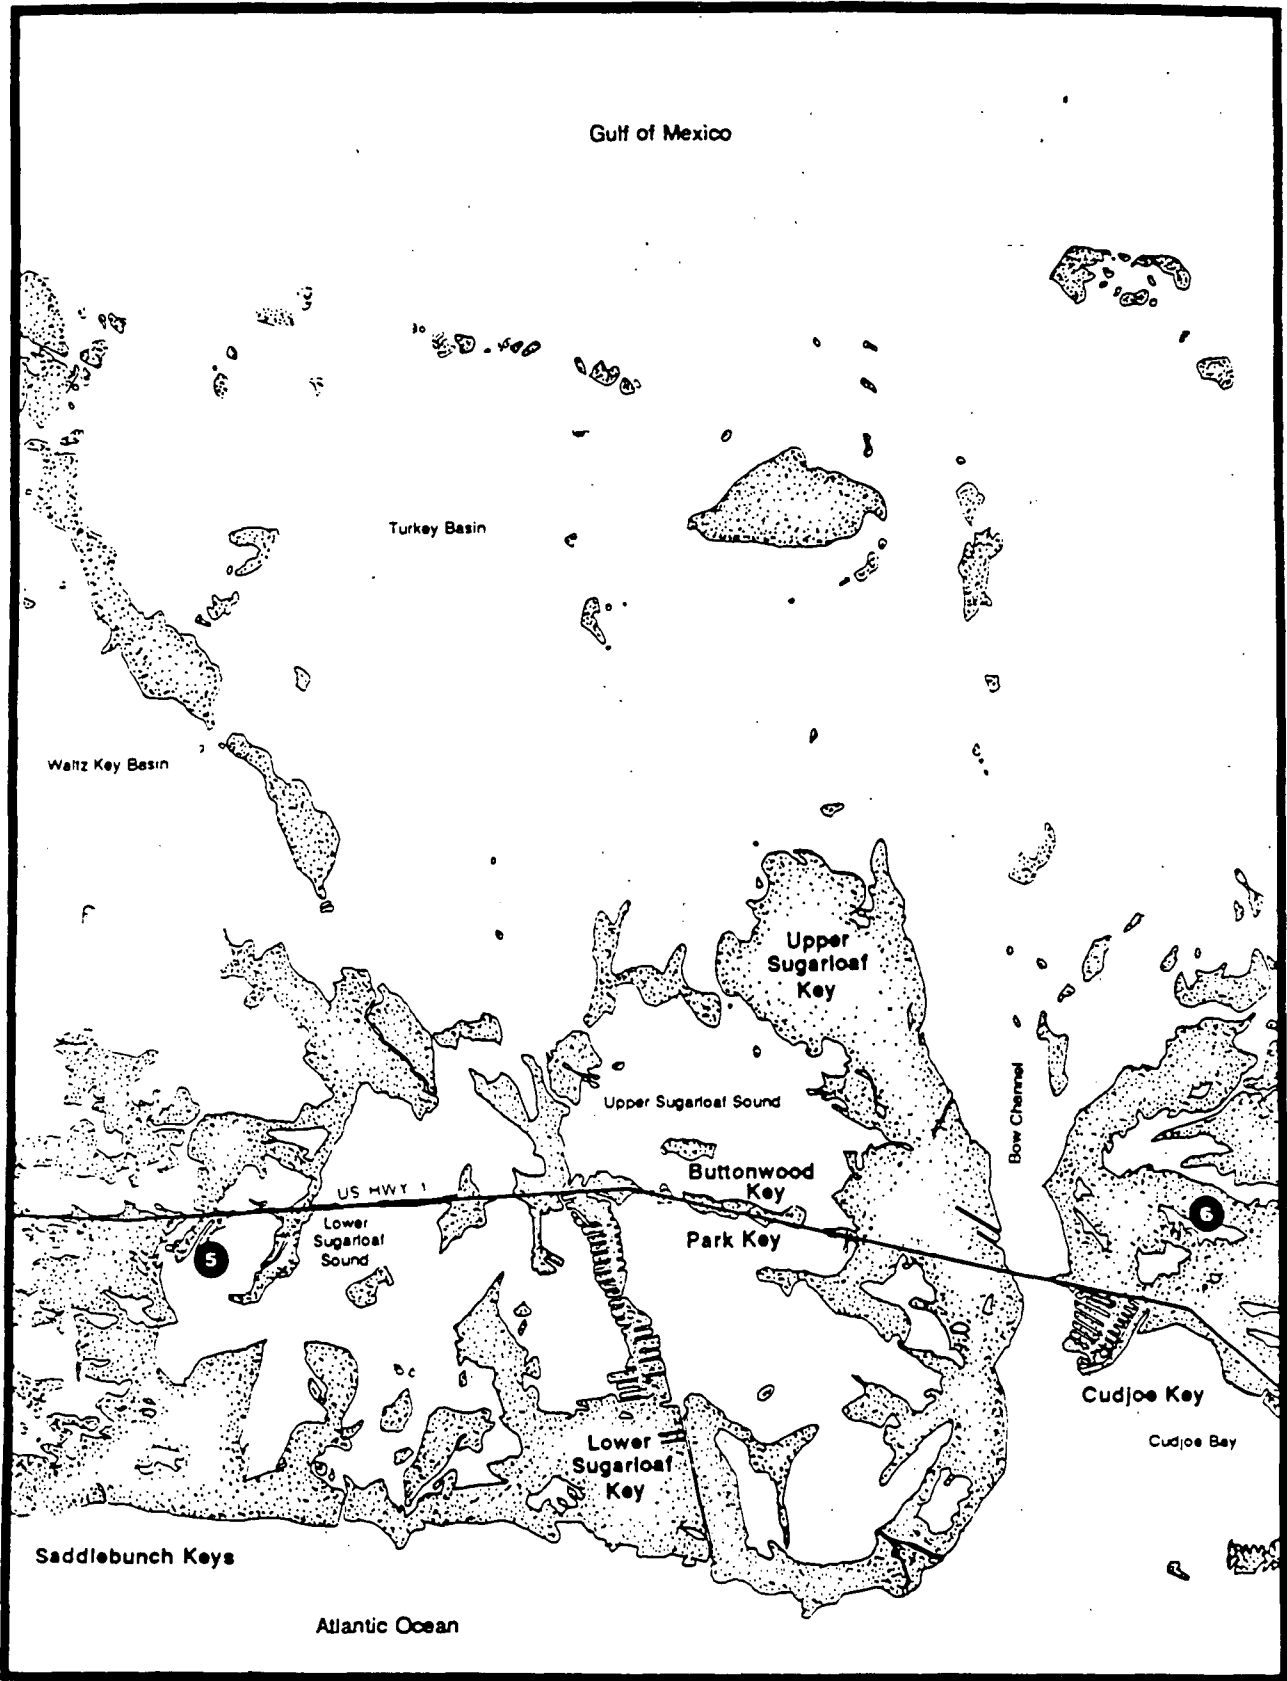 Gulf of Mexico
Turkey Basin
Waltz Key Basin
Upper
Sugarloaf
Key
Bow Channel
Upper Sugarloaf Sound
Buttonwood
Key
US HWY 1
Park Key
Lower
Sugarloaf
Sound
5
6
Cudjoe Key
Cudjoe Bay
Lower
Sugarloaf
Key
Saddlebunch Keys
Atlantic Ocean